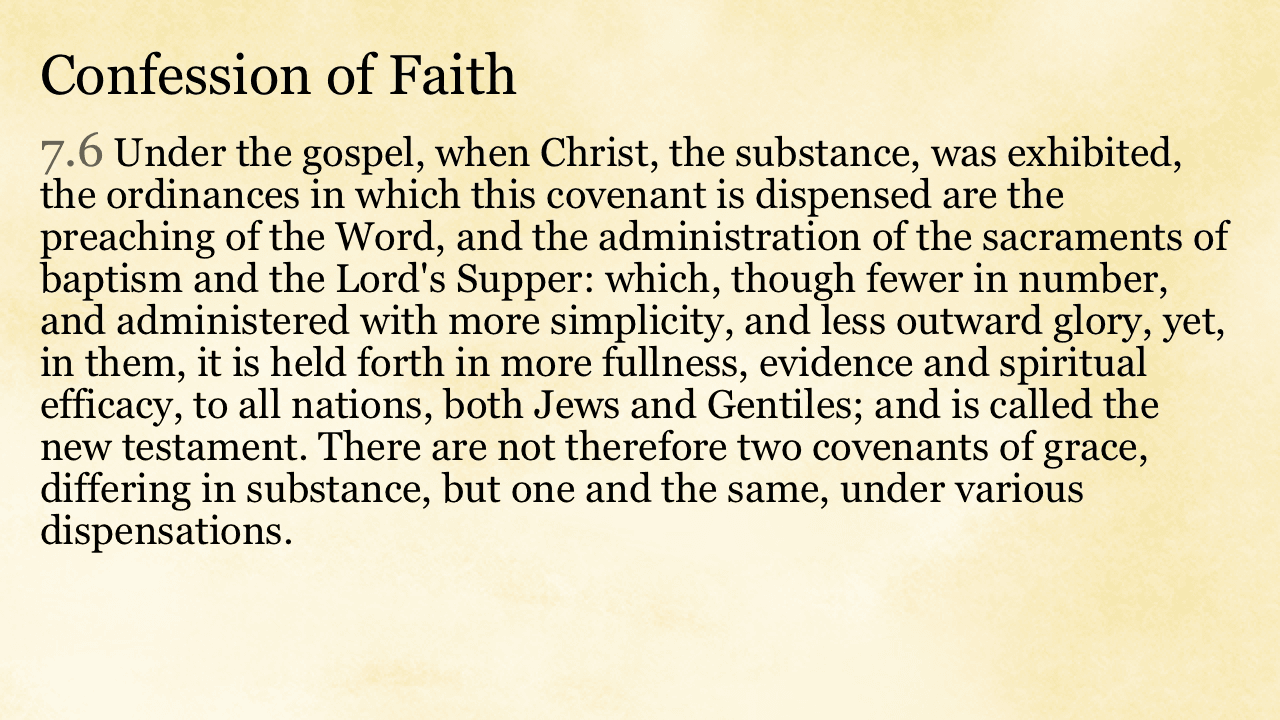 Confession of Faith
7.6 Under the gospel, when Christ, the substance, was exhibited,
the ordinances in which this covenant is dispensed are the
preaching of the Word, and the administration of the sacraments of
baptism and the Lord's Supper: which, though fewer in number,
and administered with more simplicity, and less outward glory, yet,
in them, it is held forth in more fullness, evidence and spiritual
efficacy, to all nations, both Jews and Gentiles; and is called the
new testament. There are not therefore two covenants of grace,
differing in substance, but one and the same, under various
dispensations.